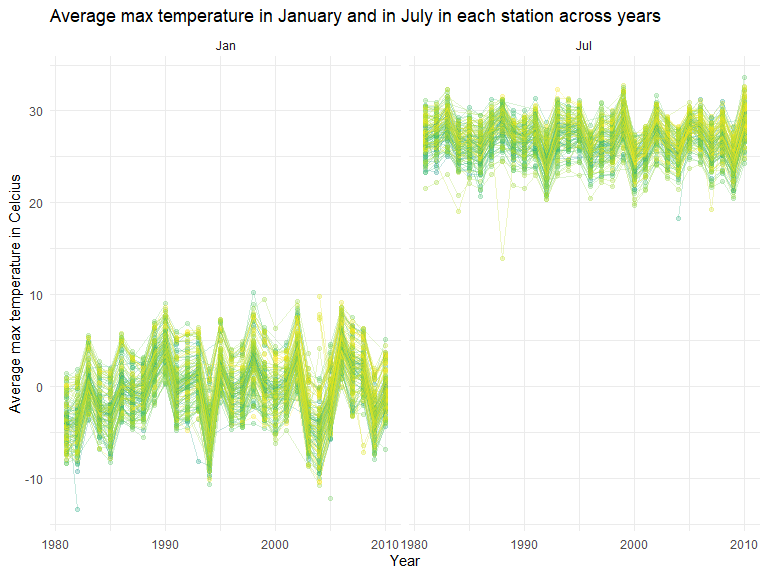 Average max temperature in January and in July in each station across years
Jan Jul
30
20
10
0
-10
Average max temperature in Celcius
1980 1990 2000 2010 1980 1990 2000 2010
Year